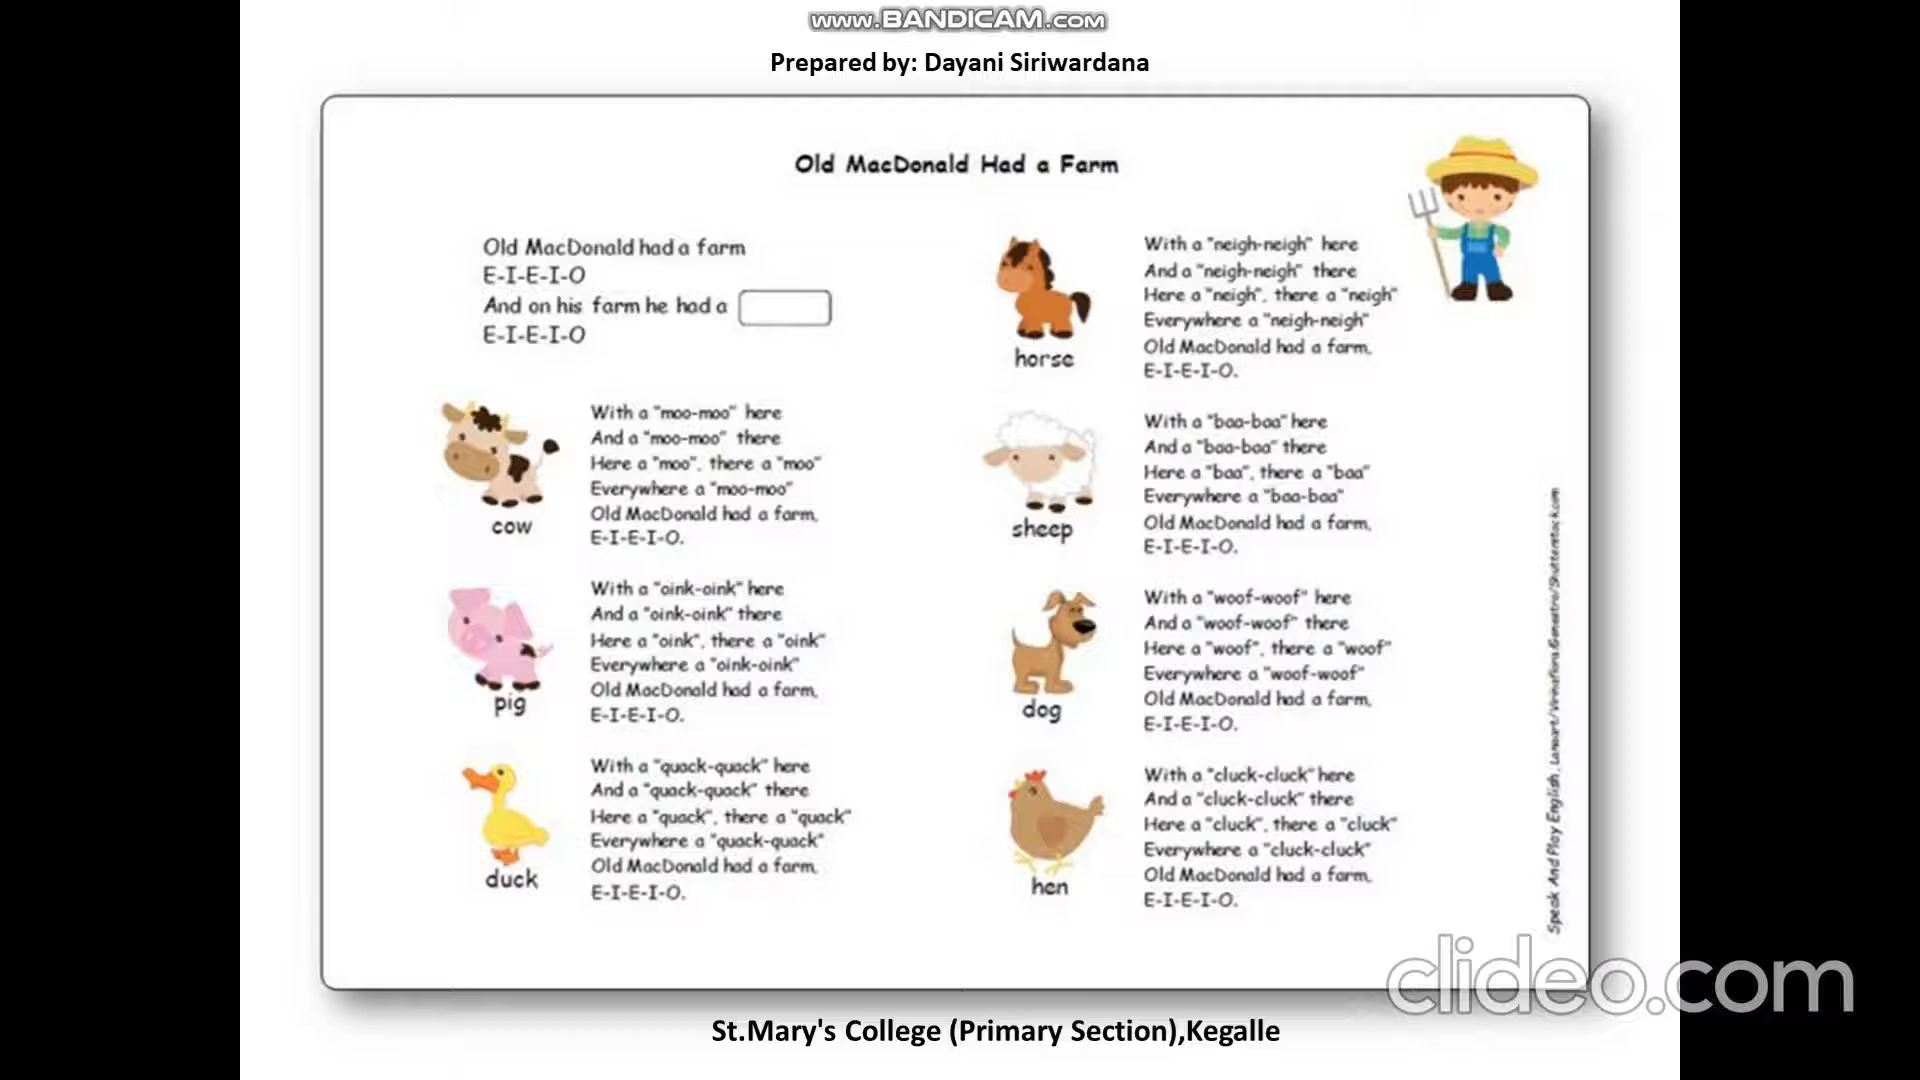 www.BANDICAM.com
Prepared by: Dayani Siriwardana
Old MacDonald Had a Farm
Old MacDonald had a farm
E-I-E-I-O
And on his farm he had a
E-I-E-I-O
With a "moo-moo" here
And a "moo-moo" there
Here a "moo", there a "moo"
Everywhere a "moo-moo"
Old MacDonald had a farm,
E-I-E-I-O.
cow
With a "oink-oink" here
And a "oink-oink" there
Here a "oink", there a "oink"
Everywhere a "oink-oink"
Old MacDonald had a farm,
E-I-E-I-O.
pig
With a "quack-quack" here
And a "quack-quack" there
Here a "quack", there a "quack"
Everywhere a "quack-quack"
Old MacDonald had a farm,
E-I-E-I-O.
duck
With a "neigh-neigh" here
And a "neigh-neigh" there
Here a "neigh", there a "neigh"
Everywhere a "neigh-neigh"
Old MacDonald had a farm,
E-I-E-I-O.
horse
With a "baa-baa" here
And a "baa-baa" there
Here a "baa", there a "baa"
Everywhere a "baa-baa"
Old MacDonald had a farm,
E-I-E-I-O.
sheep
With a "woof-woof" here
And a "woof-woof" there
Here a "woof", there a "woof"
Everywhere a "woof-woof"
Old MacDonald had a farm,
E-I-E-I-O.
dog
With a "cluck-cluck" here
And a "cluck-cluck" there
Here a "cluck", there a "cluck"
Everywhere a "cluck-cluck"
Old MacDonald had a farm,
E-I-E-I-O.
hen
Speak And Play English,
clideo.com
St.Mary's College (Primary Section),Kegalle